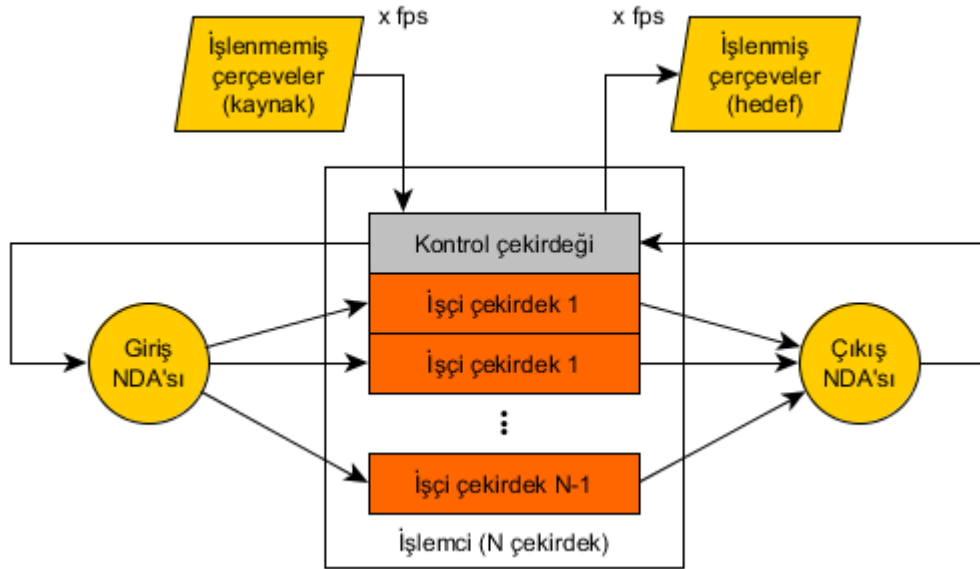 x fps
x fps
İşlenmemiş
çerçeveler
(kaynak)
İşlenmiş
çerçeveler
(hedef)
Kontrol çekirdeği
İşçi çekirdek 1
İşçi çekirdek 1
Giriş
NDA'sı
Çıkış
NDA'sı
İşçi çekirdek N-1
İşlemci (N çekirdek)